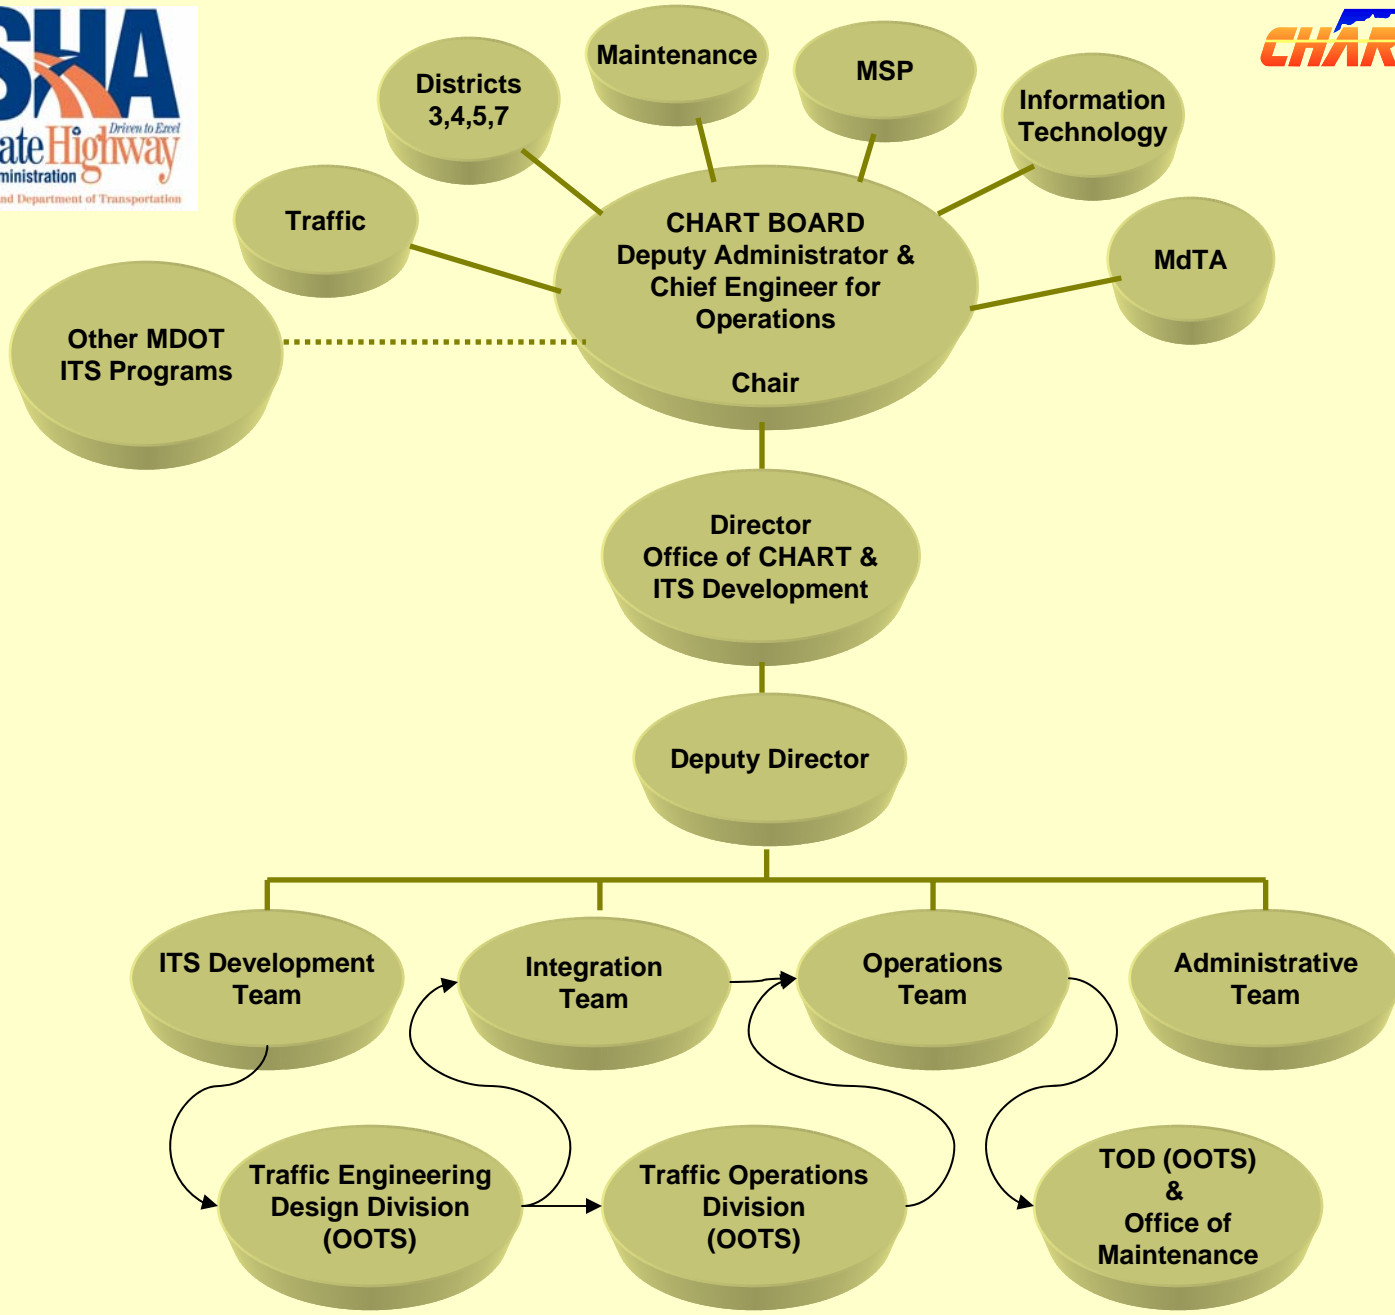 SHA
Driven to Excel
ate Highway
ministration
nd Department of Transportation
CHAR
Maintenance
MSP
Districts
3,4,5,7
Information
Technology
Traffic
CHART BOARD
Deputy Administrator &
Chief Engineer for
Operations
Chair
MdTA
Other MDOT
ITS Programs
Director
Office of CHART &
ITS Development
Deputy Director
ITS Development
Team
Integration
Team
Operations
Team
Administrative
Team
Traffic Engineering
Design Division
(OOTS)
Traffic Operations
Division
(OOTS)
TOD (OOTS)
&
Office of
Maintenance